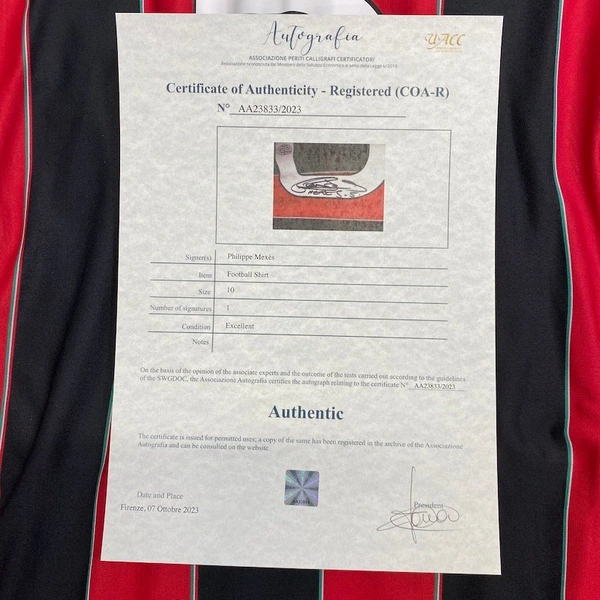 Autografia
UACC
ASSOCIAZIONE PERITI CALLIGRAFI CERTIFICATORI
Certificate of Authenticity - Registered (COA-R)
N° AA23833/2023
Signer(s) Philippe Mexès
Item Football Shirt
Size 10
Number of signatures 1
Condition Excellent
Notes
On the basis of the opinion of the associate experts and the outcome of the tests carried out according to the guidelines
of the SWGDOC, the Associazione Autografia certifies the autograph relating to the certificate N° AA23833/2023
Authentic
The certificate is issued for permitted uses; a copy of the same has been registered in the archive of the Associazione
Autografia and can be consulted on the website
Date and Place
Firenze, 07 Ottobre 2023
President